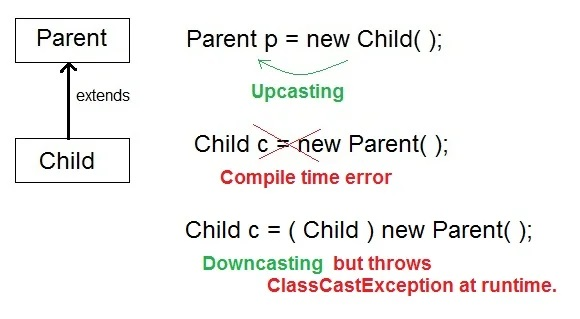 Parent
extends
Child
Parent p = new Child( );
Upcasting
Child c = new Parent( );
Compile time error
Child c = ( Child ) new Parent( );
Downcasting but throws
ClassCastException at runtime.